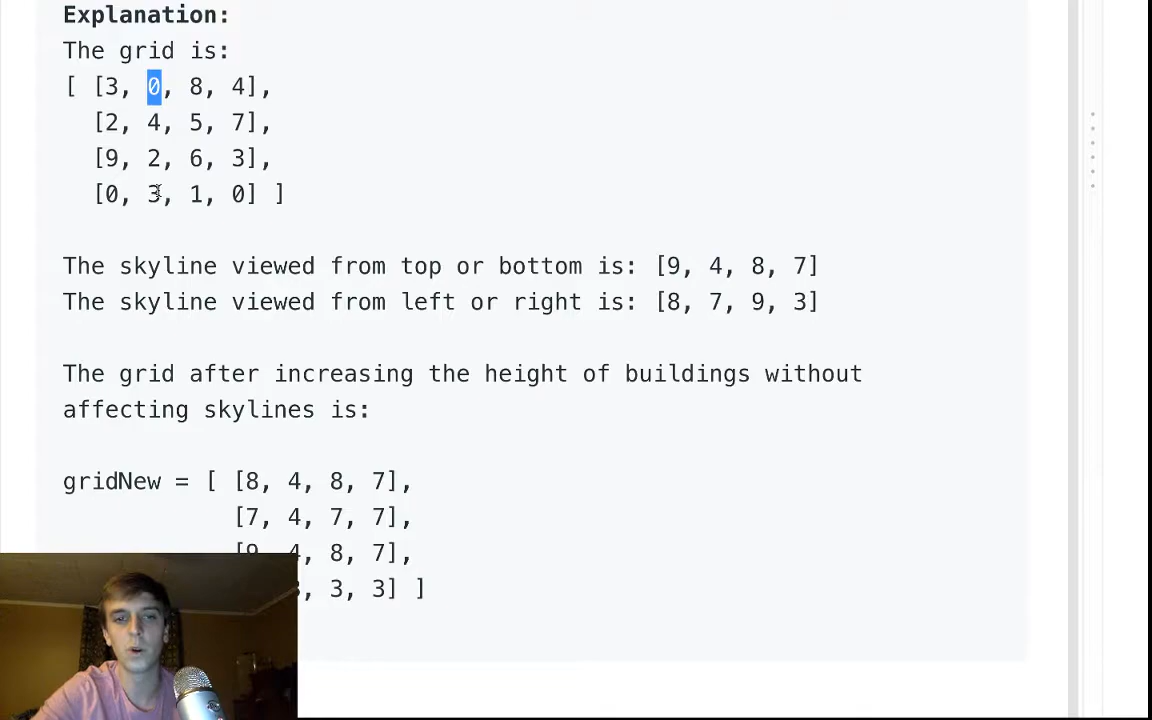 Explanation:
The grid is:
[ [3, 0, 8, 4],
[2, 4, 5, 7],
[9, 2, 6, 3],
[0, 3, 1, 0] ]
The skyline viewed from top or bottom is: [9, 4, 8, 7]
The skyline viewed from left or right is: [8, 7, 9, 3]
The grid after increasing the height of buildings without
affecting skylines is:
gridNew = [ [8, 4, 8, 7],
[7, 4, 7, 7],
[9, 4, 8, 7],
, 3, 3] ]